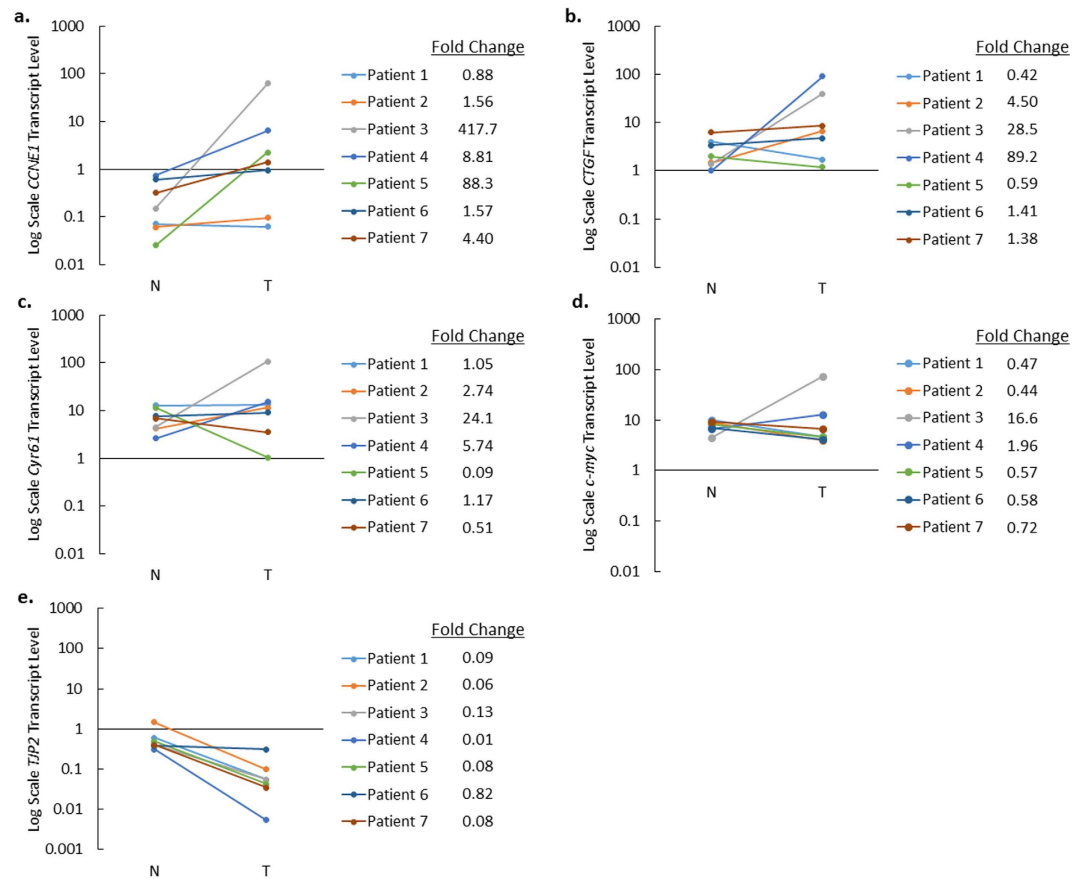 a.
Log Scale CCNE1 Transcript Level
1000
100
10
1
0.1
0.01
N T
Fold Change
Patient 1 0.88
Patient 2 1.56
Patient 3 417.7
Patient 4 8.81
Patient 5 88.3
Patient 6 1.57
Patient 7 4.40
b.
Log Scale CTGF Transcript Level
1000
100
10
1
0.1
0.01
N T
Fold Change
Patient 1 0.42
Patient 2 4.50
Patient 3 28.5
Patient 4 89.2
Patient 5 0.59
Patient 6 1.41
Patient 7 1.38
c.
Log Scale Cyr61 Transcript Level
1000
100
10
1
0.1
0.01
N T
Fold Change
Patient 1 1.05
Patient 2 2.74
Patient 3 24.1
Patient 4 5.74
Patient 5 0.09
Patient 6 1.17
Patient 7 0.51
d.
Log Scale c-myc Transcript Level
1000
100
10
1
0.1
0.01
N T
Fold Change
Patient 1 0.47
Patient 2 0.44
Patient 3 16.6
Patient 4 1.96
Patient 5 0.57
Patient 6 0.58
Patient 7 0.72
e.
Log Scale TJP2 Transcript Level
1000
100
10
1
0.1
0.01
0.001
N T
Fold Change
Patient 1 0.09
Patient 2 0.06
Patient 3 0.13
Patient 4 0.01
Patient 5 0.08
Patient 6 0.82
Patient 7 0.08